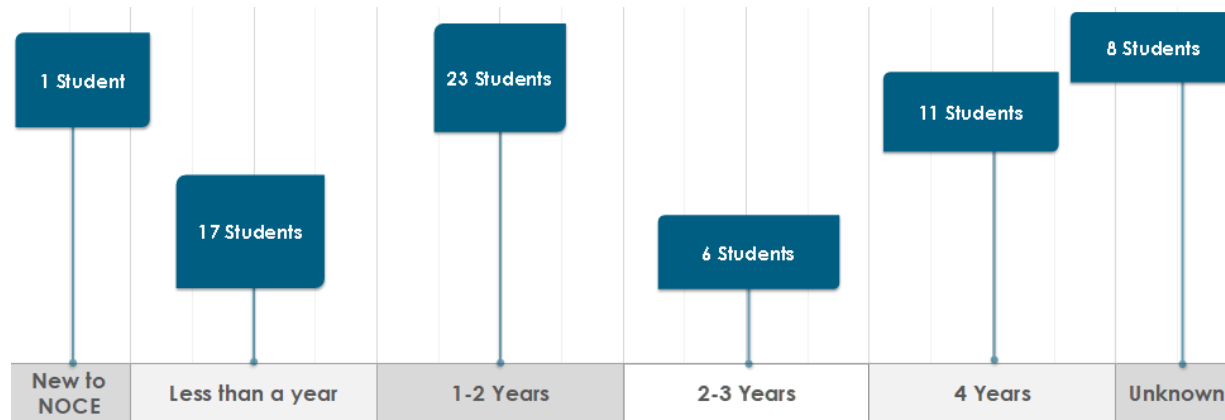 1 Student
17 Students
23 Students
6 Students
11 Students
8 Students
New to
NOCE
Less than a year
1-2 Years
2-3 Years
4 Years
Unknown